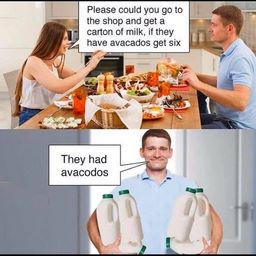 Please could you go to
the shop and get a
carton of milk, if they
have avacados get six
They had
avacodos